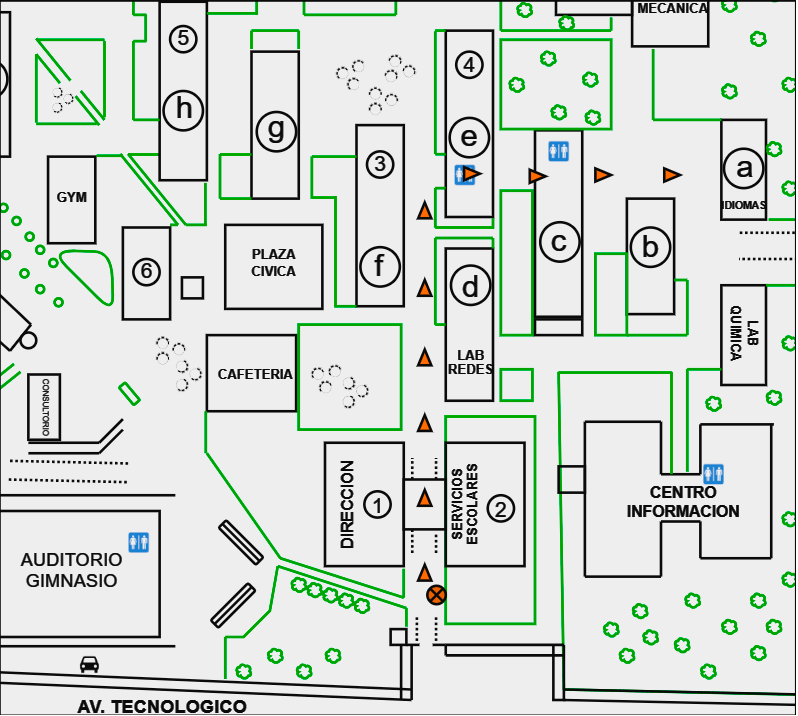 MECANICA
5
h
g
4
e
3
a
IDIOMAS
GYM
6
PLAZA
CIVICA
f
c
b
d
LAB
REDES
LAB
QUIMICA
CAFETERIA
CONSULTORIO
DIRECCION
1
SERVICIOS
ESCOLARES
2
CENTRO
INFORMACION
AUDITORIO
GIMNASIO
AV. TECNOLOGICO